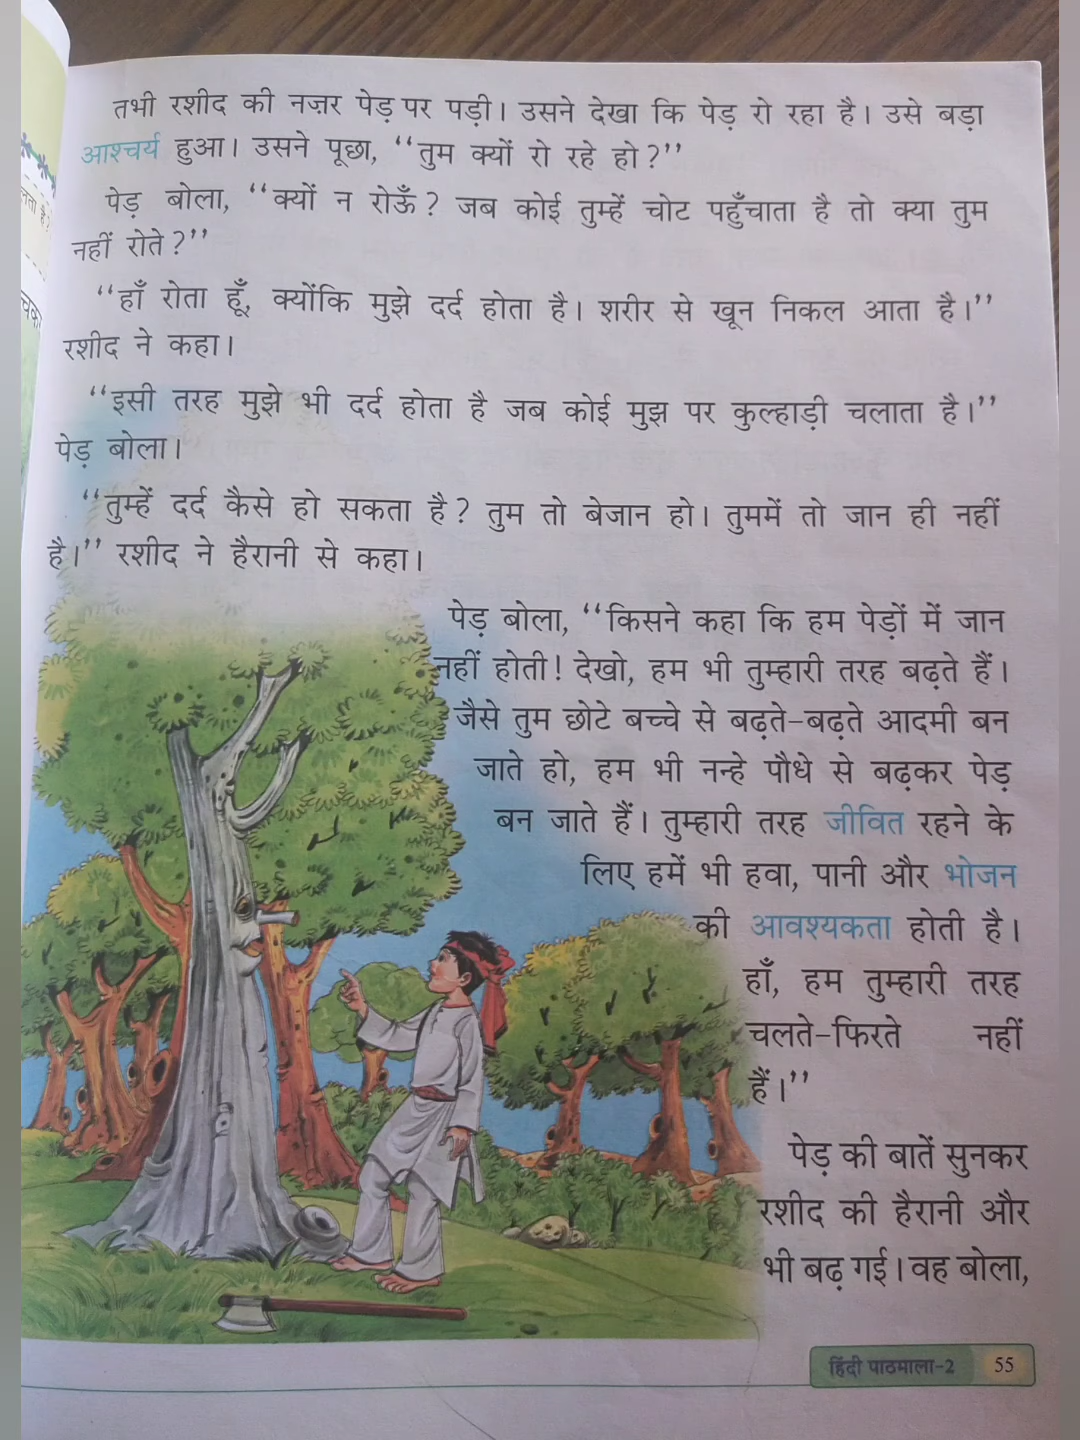 तभी रशीद की नज़र पेड़ पर पड़ी। उसने देखा कि पेड़ रो रहा है। उसे बड़ा
आश्चर्य हुआ। उसने पूछा, ‘‘तुम क्यों रो रहे हो?’’
पेड़ बोला, ‘‘क्यों न रोऊँ? जब कोई तुम्हें चोट पहुँचाता है तो क्या तुम
नहीं रोते?’’
‘‘हाँ रोता हूँ, क्योंकि मुझे दर्द होता है। शरीर से खून निकल आता है।’’
रशीद ने कहा।
‘‘इसी तरह मुझे भी दर्द होता है जब कोई मुझ पर कुल्हाड़ी चलाता है।’’
पेड़ बोला।
‘‘तुम्हें दर्द कैसे हो सकता है? तुम तो बेजान हो। तुममें तो जान ही नहीं
है।’’ रशीद ने हैरानी से कहा।
पेड़ बोला, ‘‘किसने कहा कि हम पेड़ों में जान
नहीं होती! देखो, हम भी तुम्हारी तरह बढ़ते हैं।
जैसे तुम छोटे बच्चे से बढ़ते-बढ़ते आदमी बन
जाते हो, हम भी नन्हे पौधे से बढ़कर पेड़
बन जाते हैं। तुम्हारी तरह जीवित रहने के
लिए हमें भी हवा, पानी और भोजन
की आवश्यकता होती है।
हाँ, हम तुम्हारी तरह
चलते-फिरते नहीं
हैं।’’
पेड़ की बातें सुनकर
रशीद की हैरानी और
भी बढ़ गई। वह बोला,
हिंदी पाठमाला-2 55